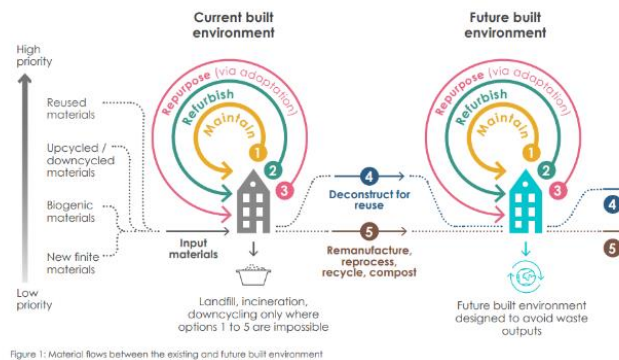 Current built
environment
Future built
environment
High
priority
Reused
materials
Upcycled /
downcycled
materials
Biogenic
materials
New finite
materials
Low
priority
Repurpose (via adaptation)
Refurbish
Maintain
1
2
3
Input
materials
4
Deconstruct for
reuse
5
Remanufacture,
reprocess,
recycle, compost
Landfill, incineration,
downcycling only where
options 1 to 5 are impossible
Repurpose (via adaptation)
Refurbish
Maintain
1
2
3
4
5
Future built environment
designed to avoid waste
outputs
Figure 1: Material flows between the existing and future built environment